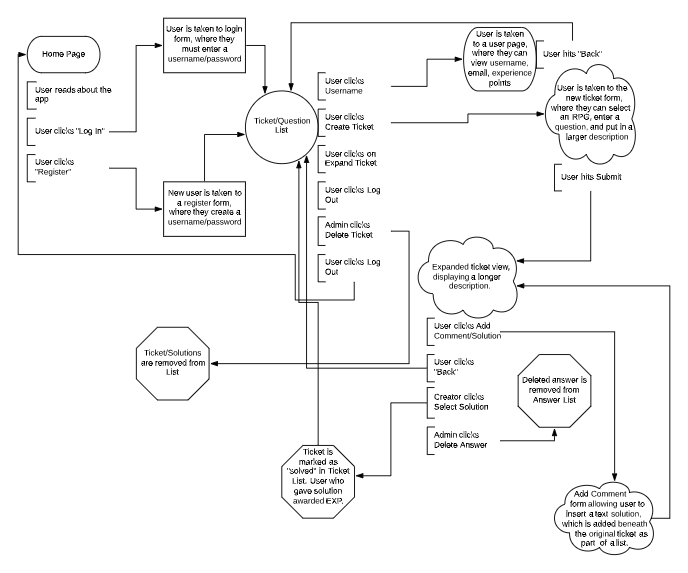 Home Page
User reads about the
app
User clicks "Log In"
User clicks
"Register"
User is taken to login
form, where they
must enter a
username/password
New user is taken to
a register form,
where they create a
username/password
Ticket/Question
List
User clicks
Username
User clicks
Create Ticket
User clicks on
Expand Ticket
User clicks Log
Out
Admin clicks
Delete Ticket
User clicks Log
Out
User is taken
to a user page,
where they can
view username,
email, experience
points
User hits "Back"
User is taken to the
new ticket form,
where they can select
an RPG, enter a
question, and put in a
larger description
User hits Submit
Expanded ticket view,
displaying a longer
description.
User clicks Add
Comment/Solution
User clicks
"Back"
Creator clicks
Select Solution
Admin clicks
Delete Answer
Deleted answer is
removed from
Answer List
Ticket/Solutions
are removed from
List
Ticket is
marked as
"solved" in Ticket
List. User who
gave solution
awarded EXP.
Add Comment
form allowing user to
insert a text solution,
which is added beneath
the original ticket as
part of a list.